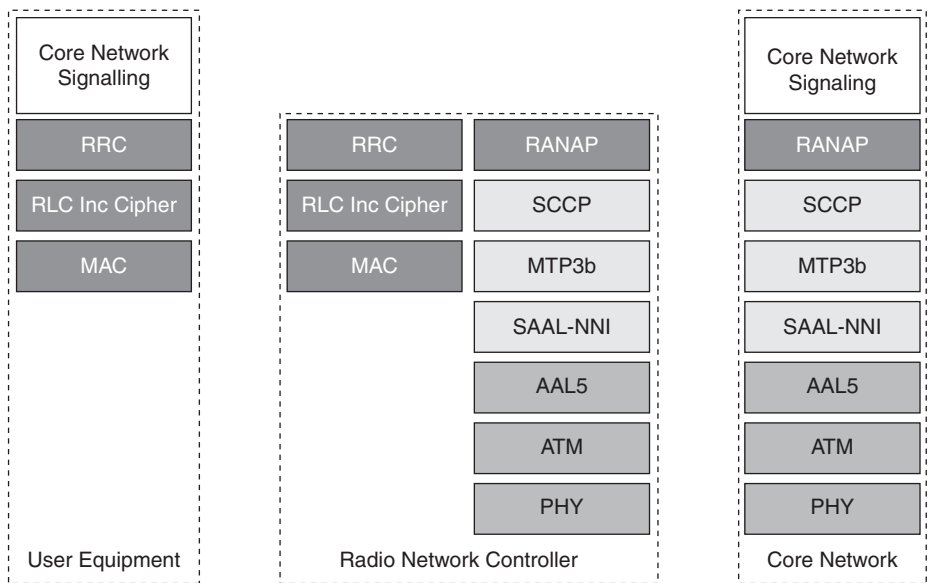 Core Network
Signalling
RRC
RLC Inc Cipher
MAC
User Equipment
RRC
RLC Inc Cipher
MAC
RANAP
SCCP
MTP3b
SAAL-NNI
AAL5
ATM
PHY
Radio Network Controller
Core Network
Signaling
RANAP
SCCP
MTP3b
SAAL-NNI
AAL5
ATM
PHY
Core Network